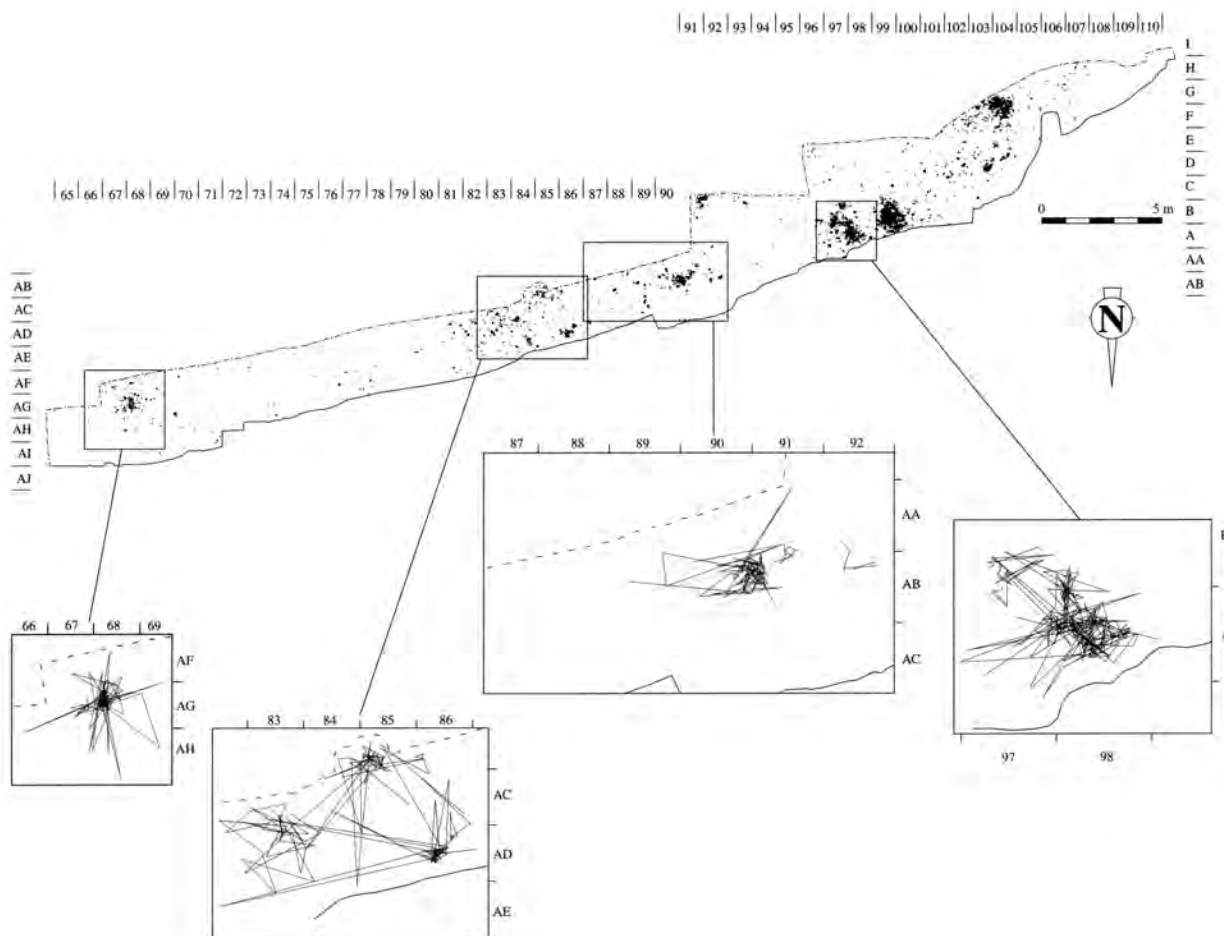 91 92 93 94 95 96 97 98 99 100 101 102 103 104 105 106 107 108 109 110
I
H
G
F
E
D
C
B
A
AA
AB
65 66 67 68 69 70 71 72 73 74 75 76 77 78 79 80 81 82 83 84 85 86 87 88 89 90
0 5 m
N
AB
AC
AD
AE
AF
AG
AH
AI
AJ
87 88 89 90 91 92
AA
AB
AC
97 98
66 67 68 69
AF
AG
AH
83 84 85 86
AC
AD
AE